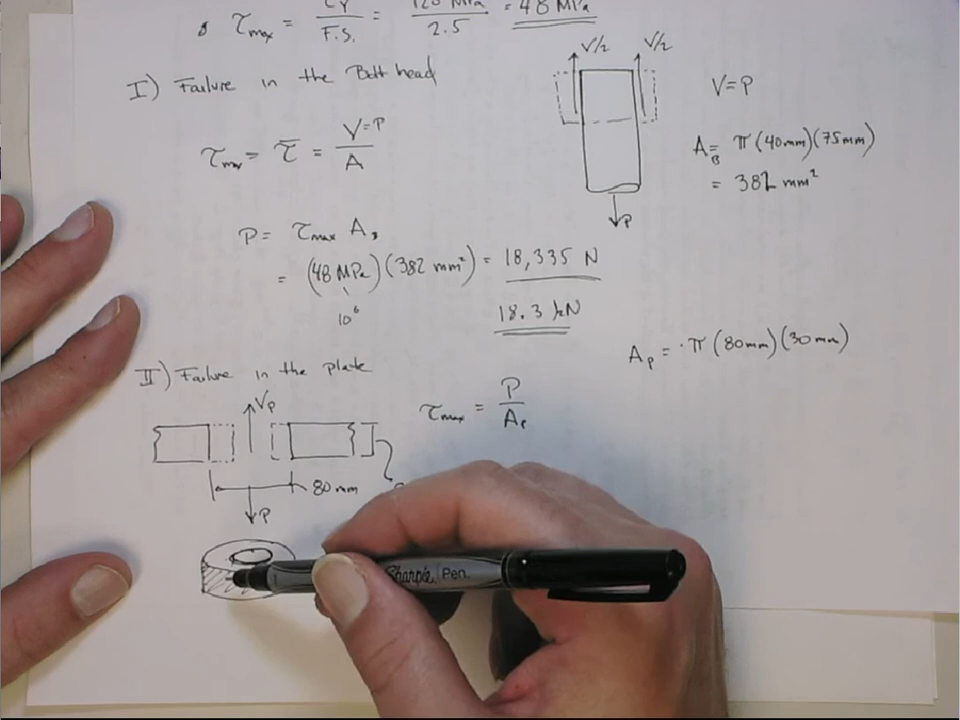 τmax = τY / F.S. = 120 MPa / 2.5 = 48 MPa
V/2 V/2
I) Failure in the Bolt head
V=P
τmax = τ̅ = V=P / A
A_B = π(40mm)(75mm)
= 382 mm²
P
P = τmax A_B
= (48 MPa)(382 mm²) = 18,335 N
10⁶
18.3 kN
A_P = π(80mm)(30mm)
II) Failure in the plate
V_P
τmax = P / A_P
80mm
P
Sharpie Pen.